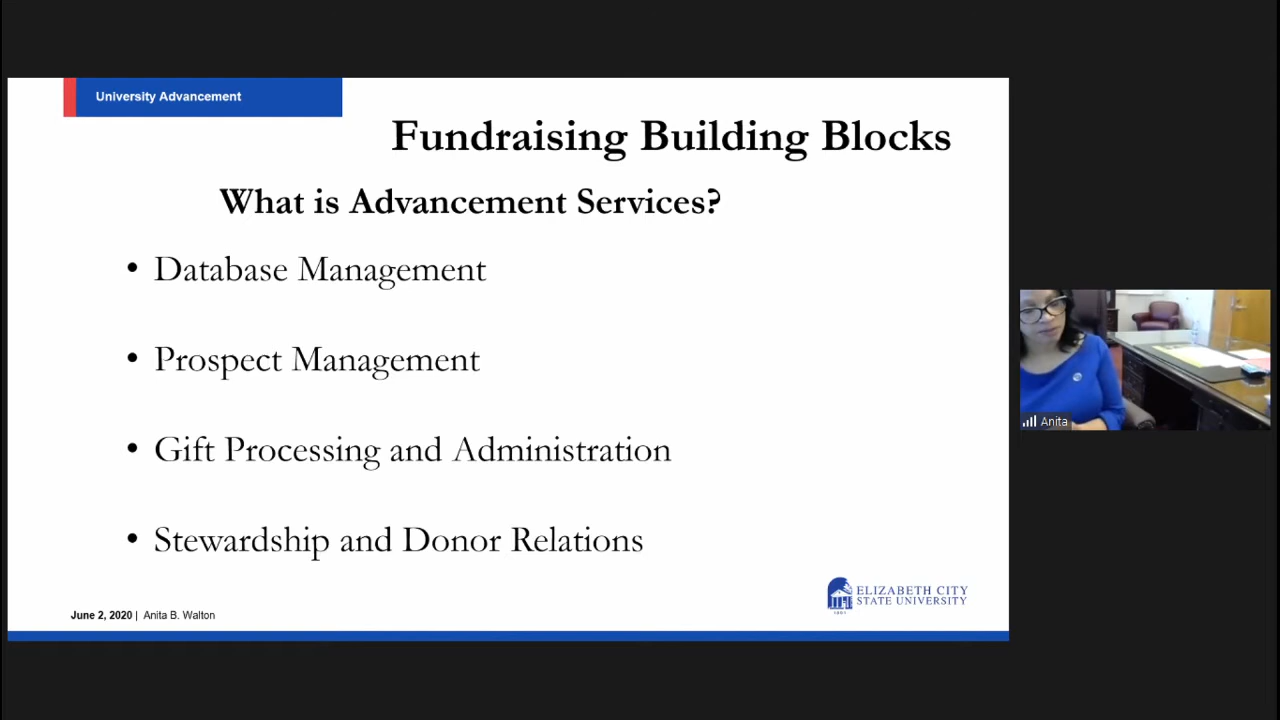 University Advancement
Fundraising Building Blocks
What is Advancement Services?
• Database Management
• Prospect Management
• Gift Processing and Administration
• Stewardship and Donor Relations
June 2, 2020 | Anita B. Walton
ELIZABETH CITY
STATE UNIVERSITY
Anita